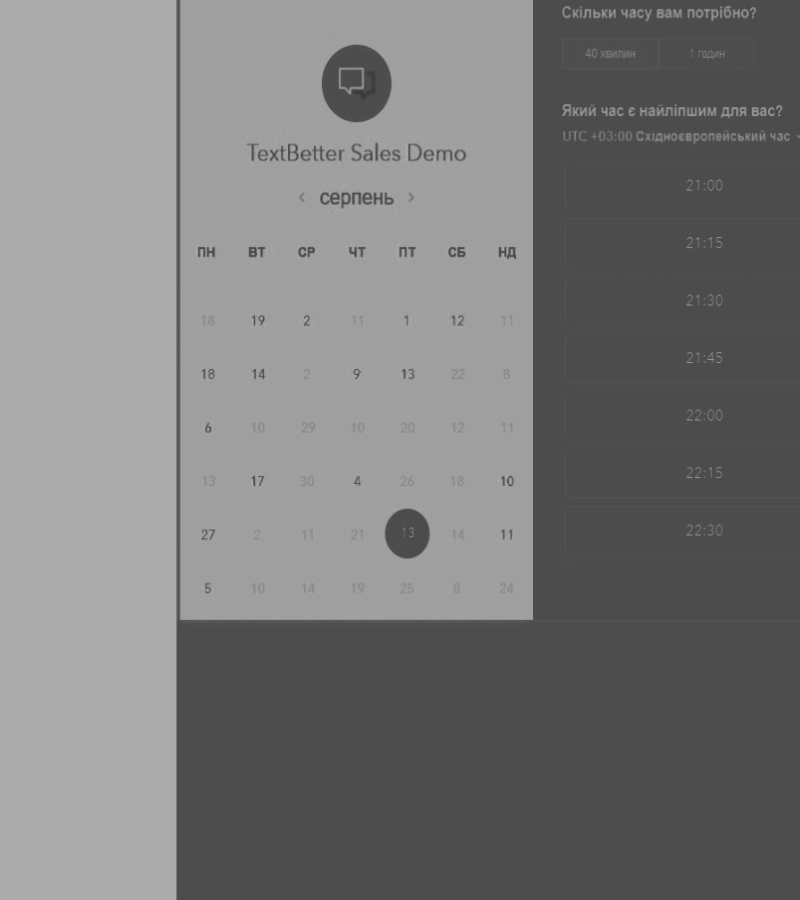 TextBetter Sales Demo
серпень
ПН ВТ СР ЧТ ПТ СБ НД
18 19 2 11 1 12 11
18 14 2 9 13 22 8
6 10 29 10 20 12 11
13 17 30 4 26 18 10
27 2 11 21 13 14 11
5 10 14 19 25 8 24
Скільки часу вам потрібно?
40 хвилин 1 годин
Який час є найліпшим для вас?
UTC +03:00 Східноєвропейський час
21:00
21:15
21:30
21:45
22:00
22:15
22:30